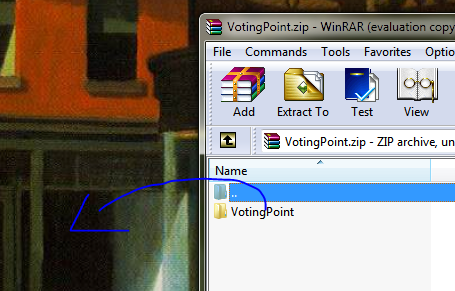 VotingPoint.zip - WinRAR (evaluation copy
File Commands Tools Favorites
Add Extract To Test View
VotingPoint.zip - ZIP archive,
Name
..
VotingPoint